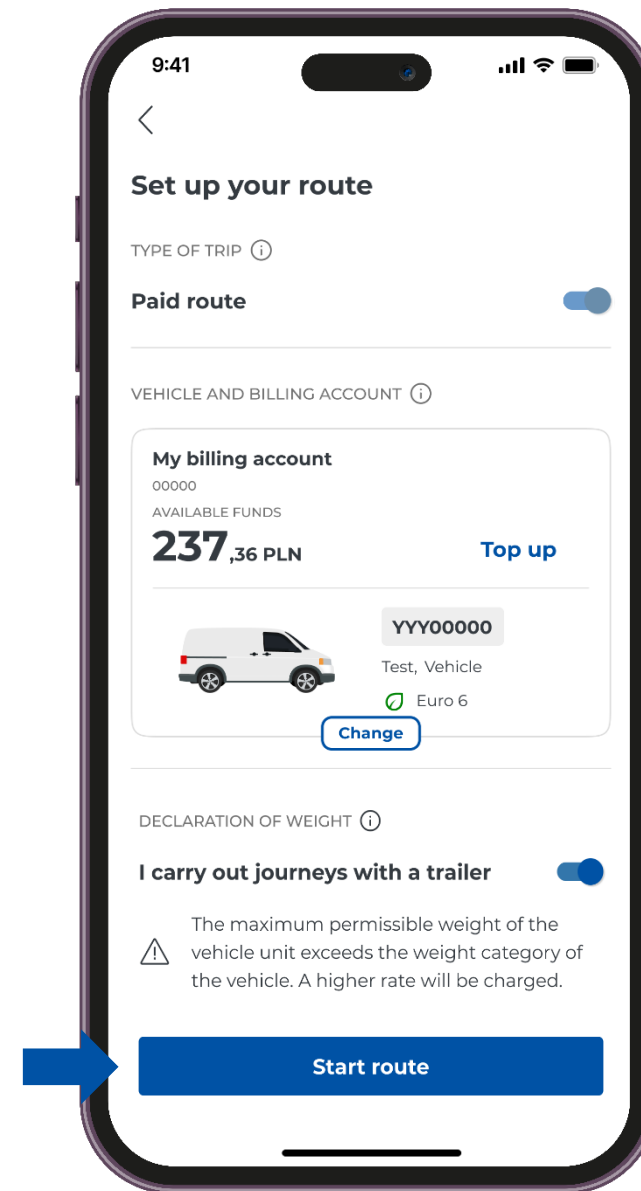 9:41
Set up your route
TYPE OF TRIP
Paid route
VEHICLE AND BILLING ACCOUNT
My billing account
00000
AVAILABLE FUNDS
237,36 PLN
Top up
YYY00000
Test, Vehicle
Euro 6
Change
DECLARATION OF WEIGHT
I carry out journeys with a trailer
The maximum permissible weight of the
vehicle unit exceeds the weight category of
the vehicle. A higher rate will be charged.
Start route